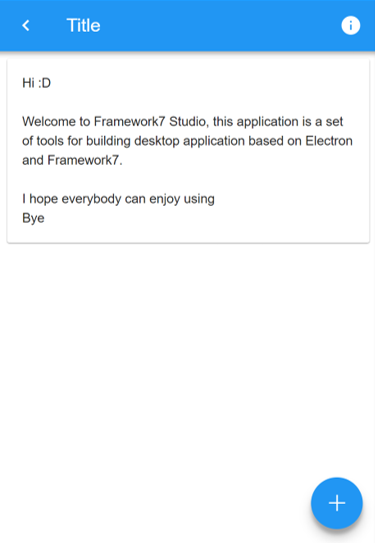 Title
Hi :D
Welcome to Framework7 Studio, this application is a set
of tools for building desktop application based on Electron
and Framework7.
I hope everybody can enjoy using
Bye